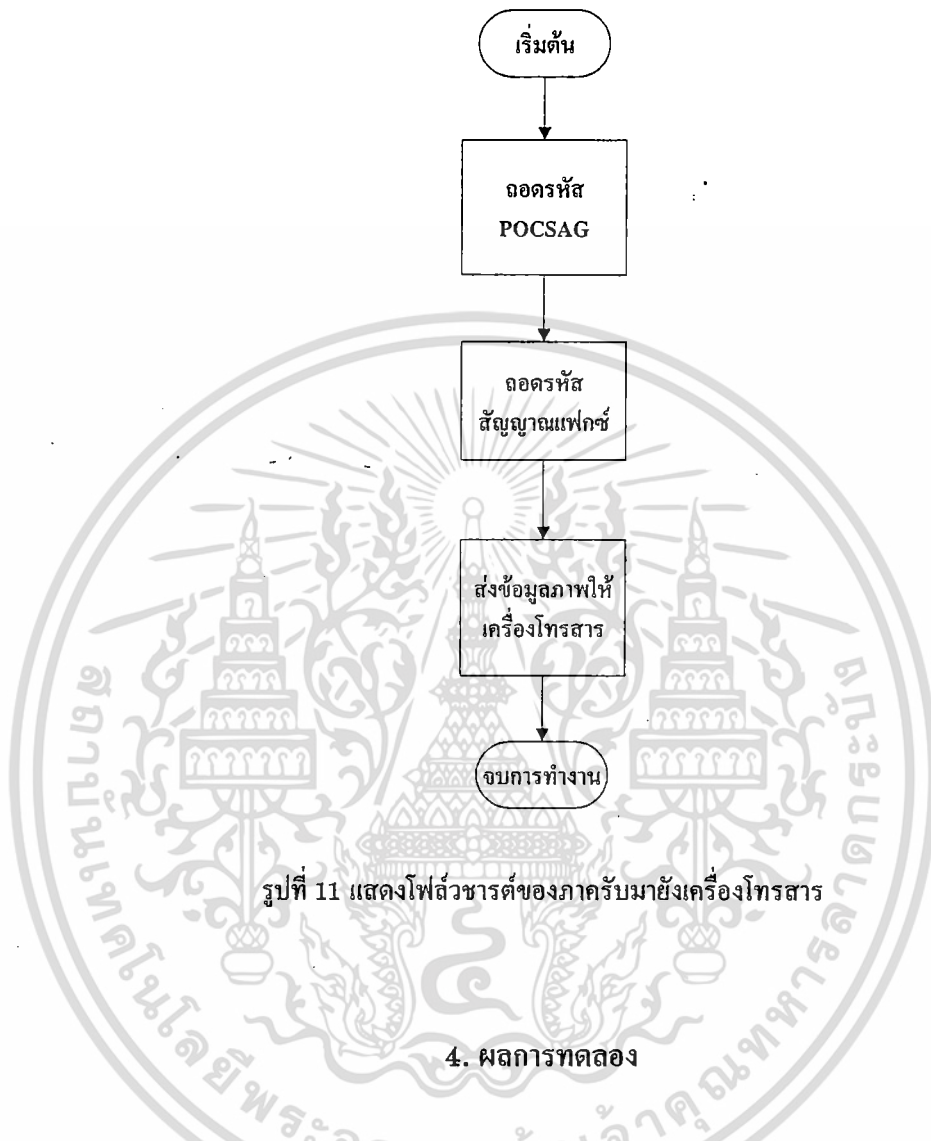 เริ่มต้น
ถอดรหัส
POCSAG
ถอดรหัส
สัญญาณแฟกซ์
ส่งข้อมูลภาพให้
เครื่องโทรสาร
จบการทำงาน
รูปที่ 11 แสดงโฟล์วชารต์ของภาครับมายังเครื่องโทรสาร
4. ผลการทดลอง